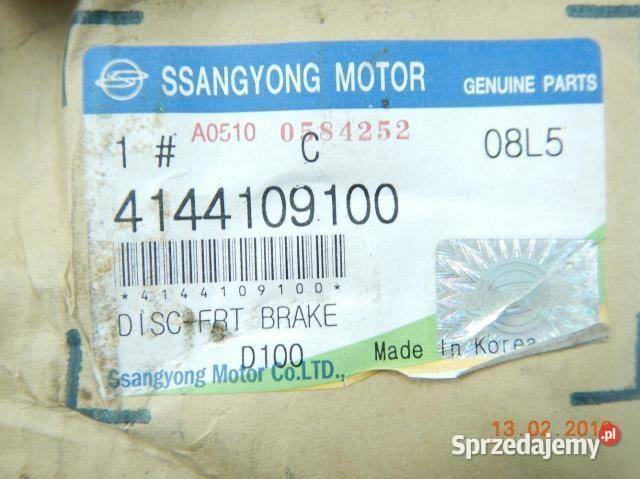 SSANGYONG MOTOR GENUINE PARTS
A0510 0584252
1 # C 08L5
4144109100
*4144109100*
DISC-FRT BRAKE
D100 Made In Korea
Ssangyong Motor Co.LTD.,
13 02
Sprzedajemy.pl